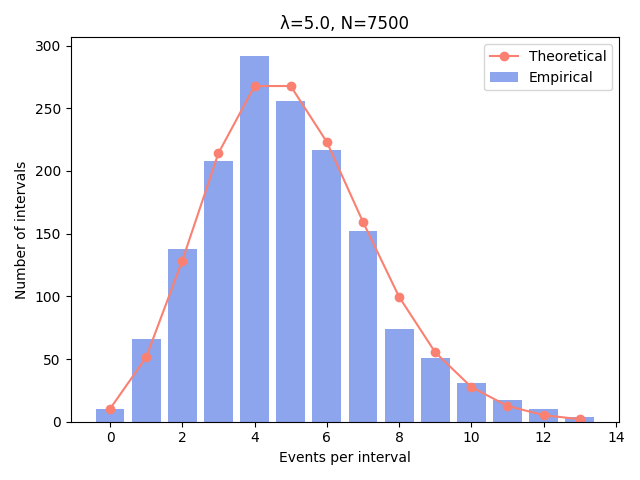 λ=5.0, N=7500
Theoretical
Empirical
Number of intervals
300
250
200
150
100
50
0
0 2 4 6 8 10 12 14
Events per interval